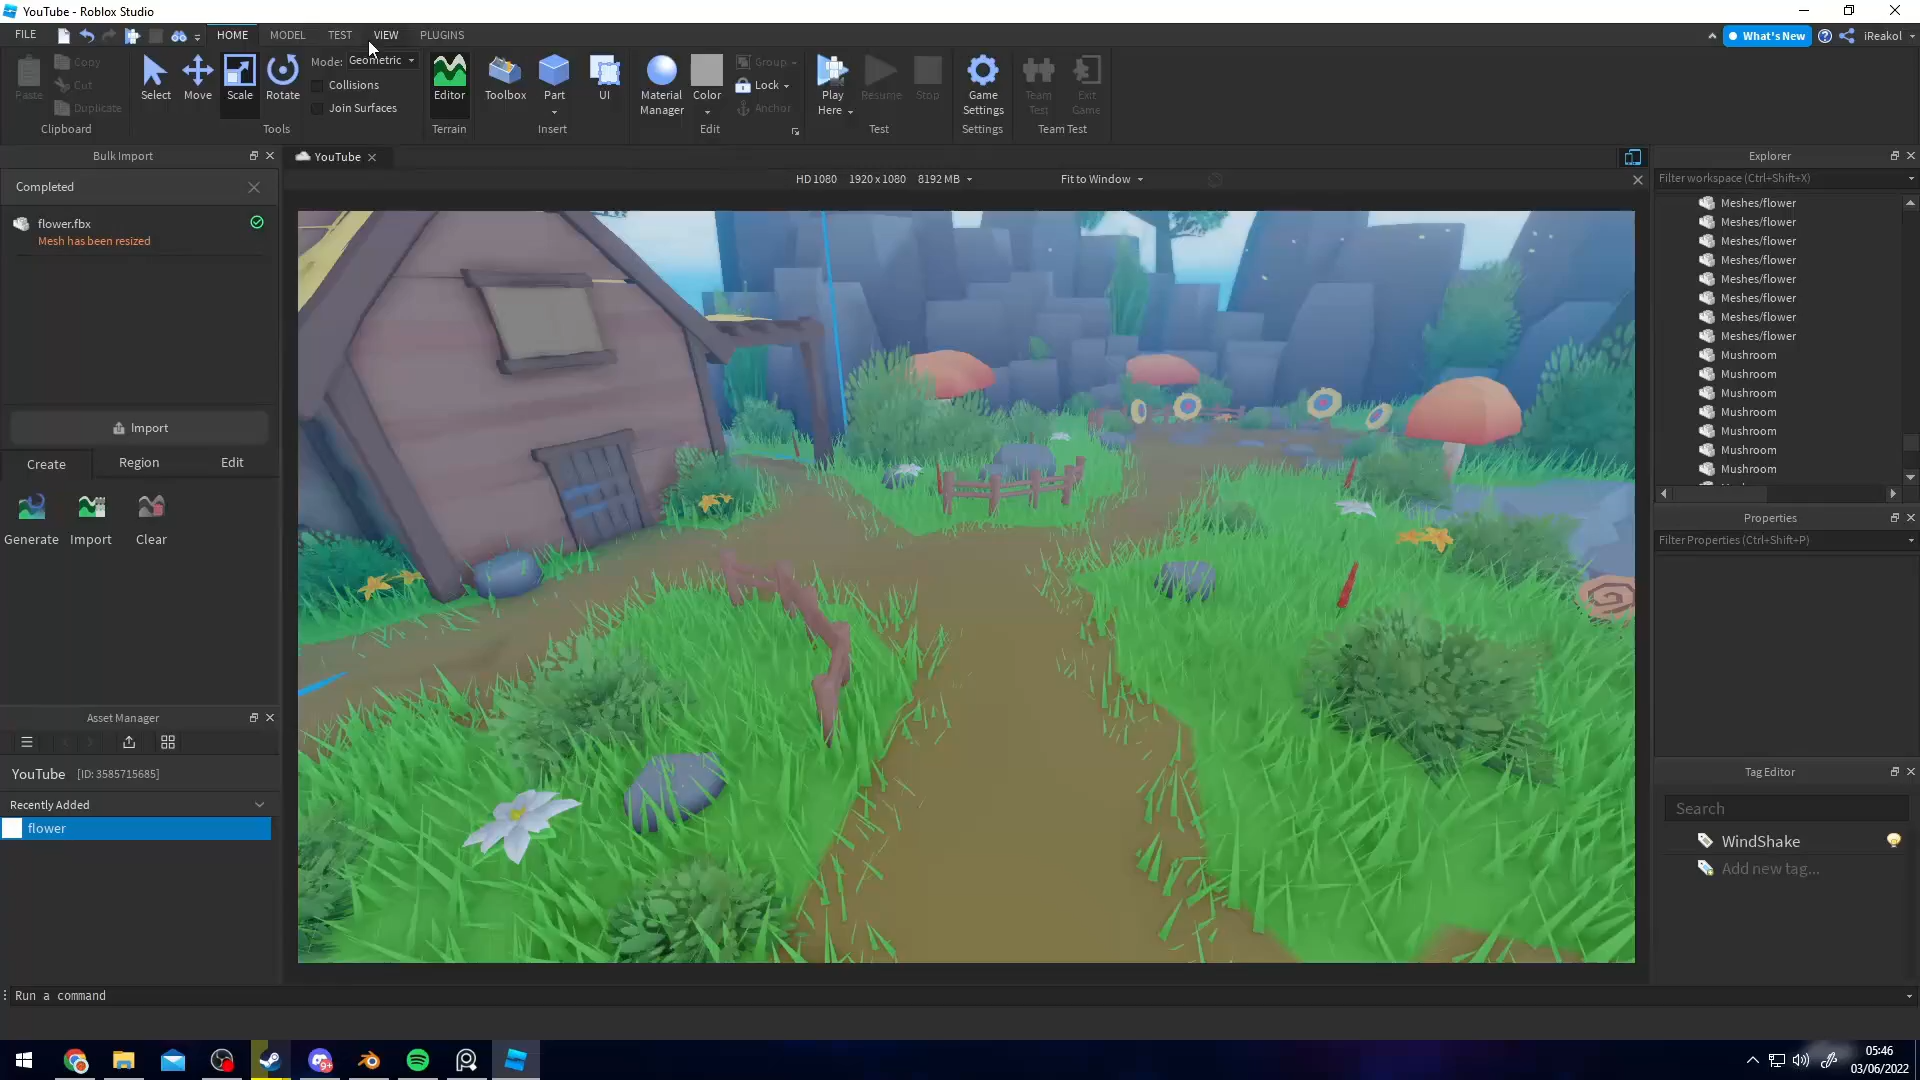 YouTube - Roblox Studio
FILE
HOME
MODEL
TEST
VIEW
PLUGINS
What's New
iReakol
Paste
Copy
Cut
Duplicate
Clipboard
Select
Move
Scale
Rotate
Mode: Geometric
Collisions
Join Surfaces
Tools
Editor
Terrain
Toolbox
Part
UI
Insert
Material Manager
Color
Group
Lock
Anchor
Edit
Play Here
Resume
Stop
Test
Game Settings
Settings
Team Test
Exit Game
Team Test
Bulk Import
Completed
flower.fbx
Mesh has been resized
Import
Create
Region
Edit
Generate
Import
Clear
Asset Manager
YouTube [ID: 3585715685]
Recently Added
flower
YouTube
HD 1080 1920 x 1080 8192 MB
Fit to Window
Explorer
Filter workspace (Ctrl+Shift+X)
Meshes/flower
Meshes/flower
Meshes/flower
Meshes/flower
Meshes/flower
Meshes/flower
Meshes/flower
Meshes/flower
Mushroom
Mushroom
Mushroom
Mushroom
Mushroom
Mushroom
Mushroom
Properties
Filter Properties (Ctrl+Shift+P)
Tag Editor
Search
WindShake
Add new tag...
Run a command
9+
05:46
03/06/2022